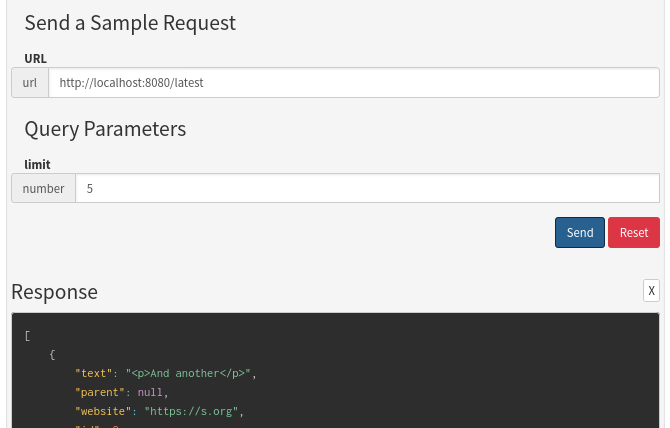 Send a Sample Request
URL
url http://localhost:8080/latest
Query Parameters
limit
number 5
Send Reset
Response X
[
{
"text": "<p>And another</p>",
"parent": null,
"website": "https://s.org",